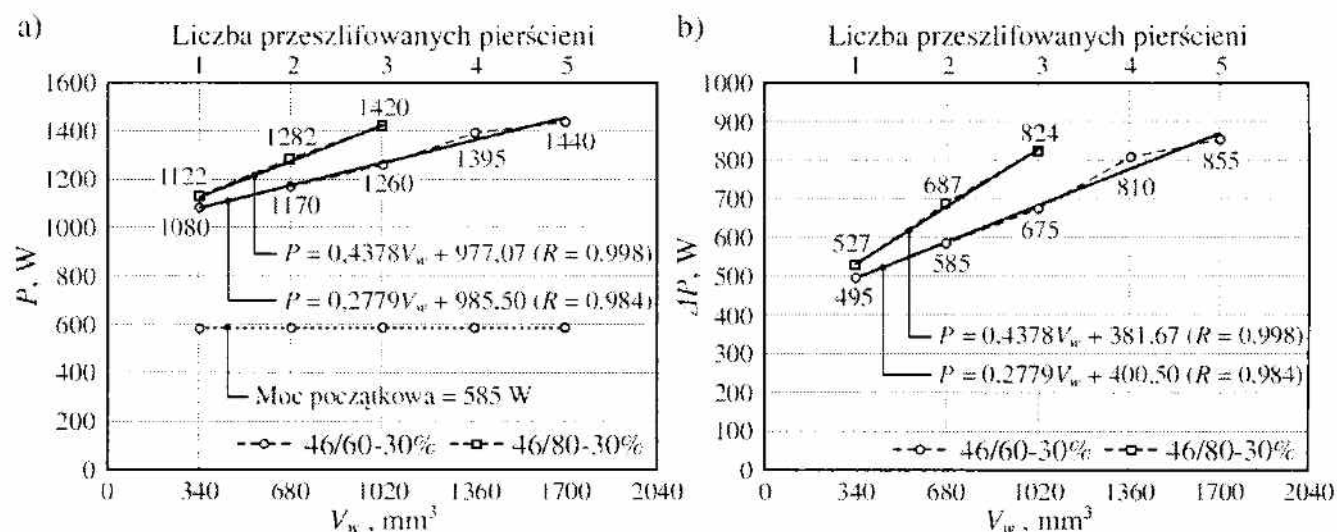 a)
Liczba przeszlifowanych pierścieni
1 2 3 4 5
1600
1400
1200
1000
800
600
400
200
0
P, W
1122
1282
1420
1080
1170
1260
1395
1440
P = 0.4378Vw + 977.07 (R = 0.998)
P = 0.2779Vw + 985.50 (R = 0.984)
Moc początkowa = 585 W
46/60-30% 46/80-30%
0 340 680 1020 1360 1700 2040
Vw , mm³
b)
Liczba przeszlifowanych pierścieni
1 2 3 4 5
1000
900
800
700
600
500
400
300
200
100
0
ΔP, W
527
687
824
495
585
675
810
855
P = 0.4378Vw + 381.67 (R = 0.998)
P = 0.2779Vw + 400.50 (R = 0.984)
46/60-30% 46/80-30%
0 340 680 1020 1360 1700 2040
Vw , mm³